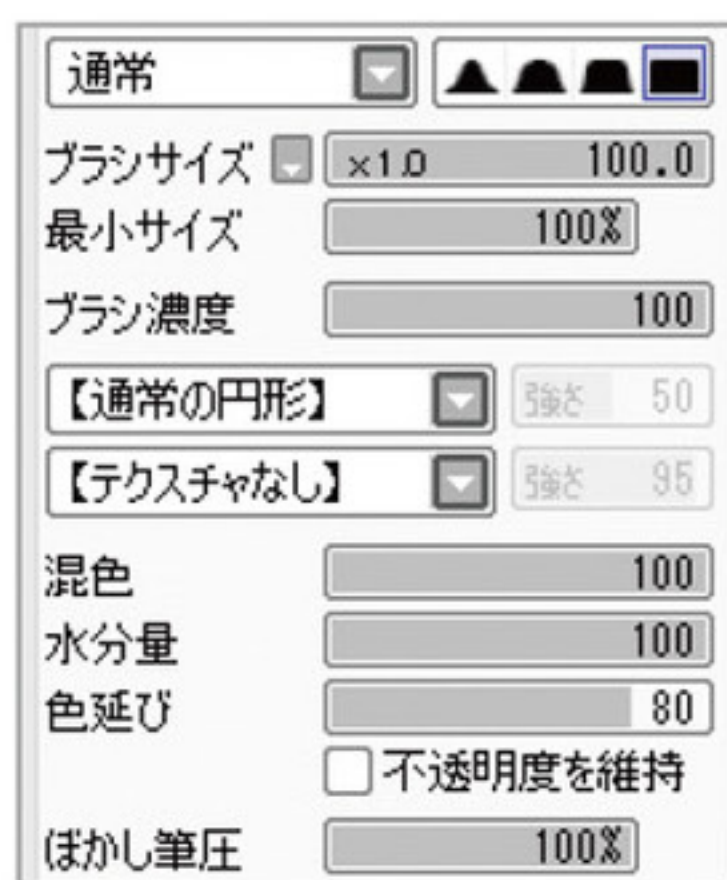 通常
ブラシサイズ ×1.0 100.0
最小サイズ 100%
ブラシ濃度 100
【通常の円形】 強さ 50
【テクスチャなし】 強さ 95
混色 100
水分量 100
色延び 80
不透明度を維持
ぼかし筆圧 100%